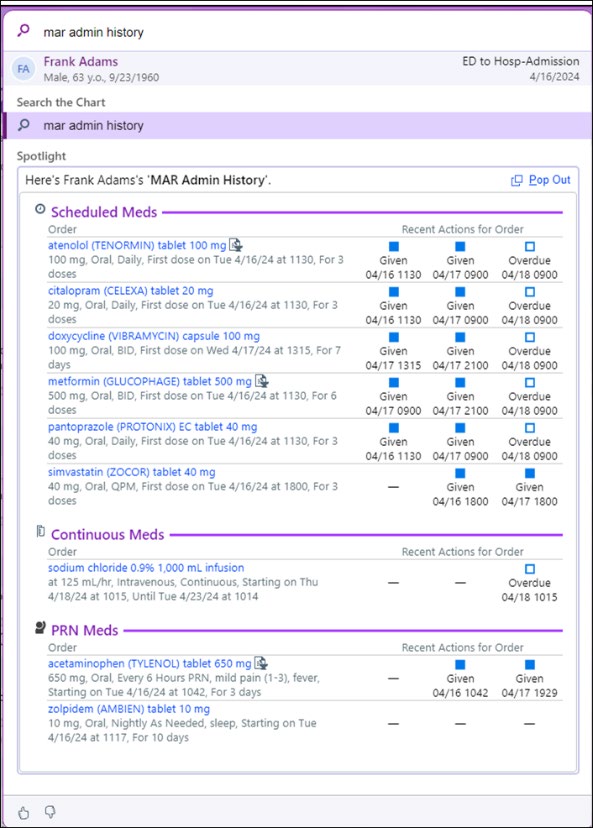 mar admin history
FA
Frank Adams
ED to Hosp-Admission
Male, 63 y.o., 9/23/1960
4/16/2024
Search the Chart
mar admin history
Spotlight
Here's Frank Adams's 'MAR Admin History'.
Pop Out
Scheduled Meds
Order
Recent Actions for Order
atenolol (TENORMIN) tablet 100 mg
100 mg, Oral, Daily, First dose on Tue 4/16/24 at 1130, For 3
doses
Given
04/16 1130
Given
04/17 0900
Overdue
04/18 0900
citalopram (CELEXA) tablet 20 mg
20 mg, Oral, Daily, First dose on Tue 4/16/24 at 1130, For 3
doses
Given
04/16 1130
Given
04/17 0900
Overdue
04/18 0900
doxycycline (VIBRAMYCIN) capsule 100 mg
100 mg, Oral, BID, First dose on Wed 4/17/24 at 1315, For 7
days
Given
04/17 1315
Given
04/17 2100
Overdue
04/18 0900
metformin (GLUCOPHAGE) tablet 500 mg
500 mg, Oral, BID, First dose on Tue 4/16/24 at 1130, For 6
doses
Given
04/17 0900
Given
04/17 2100
Overdue
04/18 0900
pantoprazole (PROTONIX) EC tablet 40 mg
40 mg, Oral, Daily, First dose on Tue 4/16/24 at 1130, For 3
doses
Given
04/16 1130
Given
04/17 0900
Overdue
04/18 0900
simvastatin (ZOCOR) tablet 40 mg
40 mg, Oral, QPM, First dose on Tue 4/16/24 at 1800, For 3
doses
—
Given
04/16 1800
Given
04/17 1800
Continuous Meds
Order
Recent Actions for Order
sodium chloride 0.9% 1,000 mL infusion
at 125 mL/hr, Intravenous, Continuous, Starting on Thu
4/18/24 at 1015, Until Tue 4/23/24 at 1014
—
—
Overdue
04/18 1015
PRN Meds
Order
Recent Actions for Order
acetaminophen (TYLENOL) tablet 650 mg
650 mg, Oral, Every 6 Hours PRN, mild pain (1-3), fever,
Starting on Tue 4/16/24 at 1042, For 3 days
—
Given
04/16 1042
Given
04/17 1929
zolpidem (AMBIEN) tablet 10 mg
10 mg, Oral, Nightly As Needed, sleep, Starting on Tue
4/16/24 at 1117, For 10 days
—
—
—